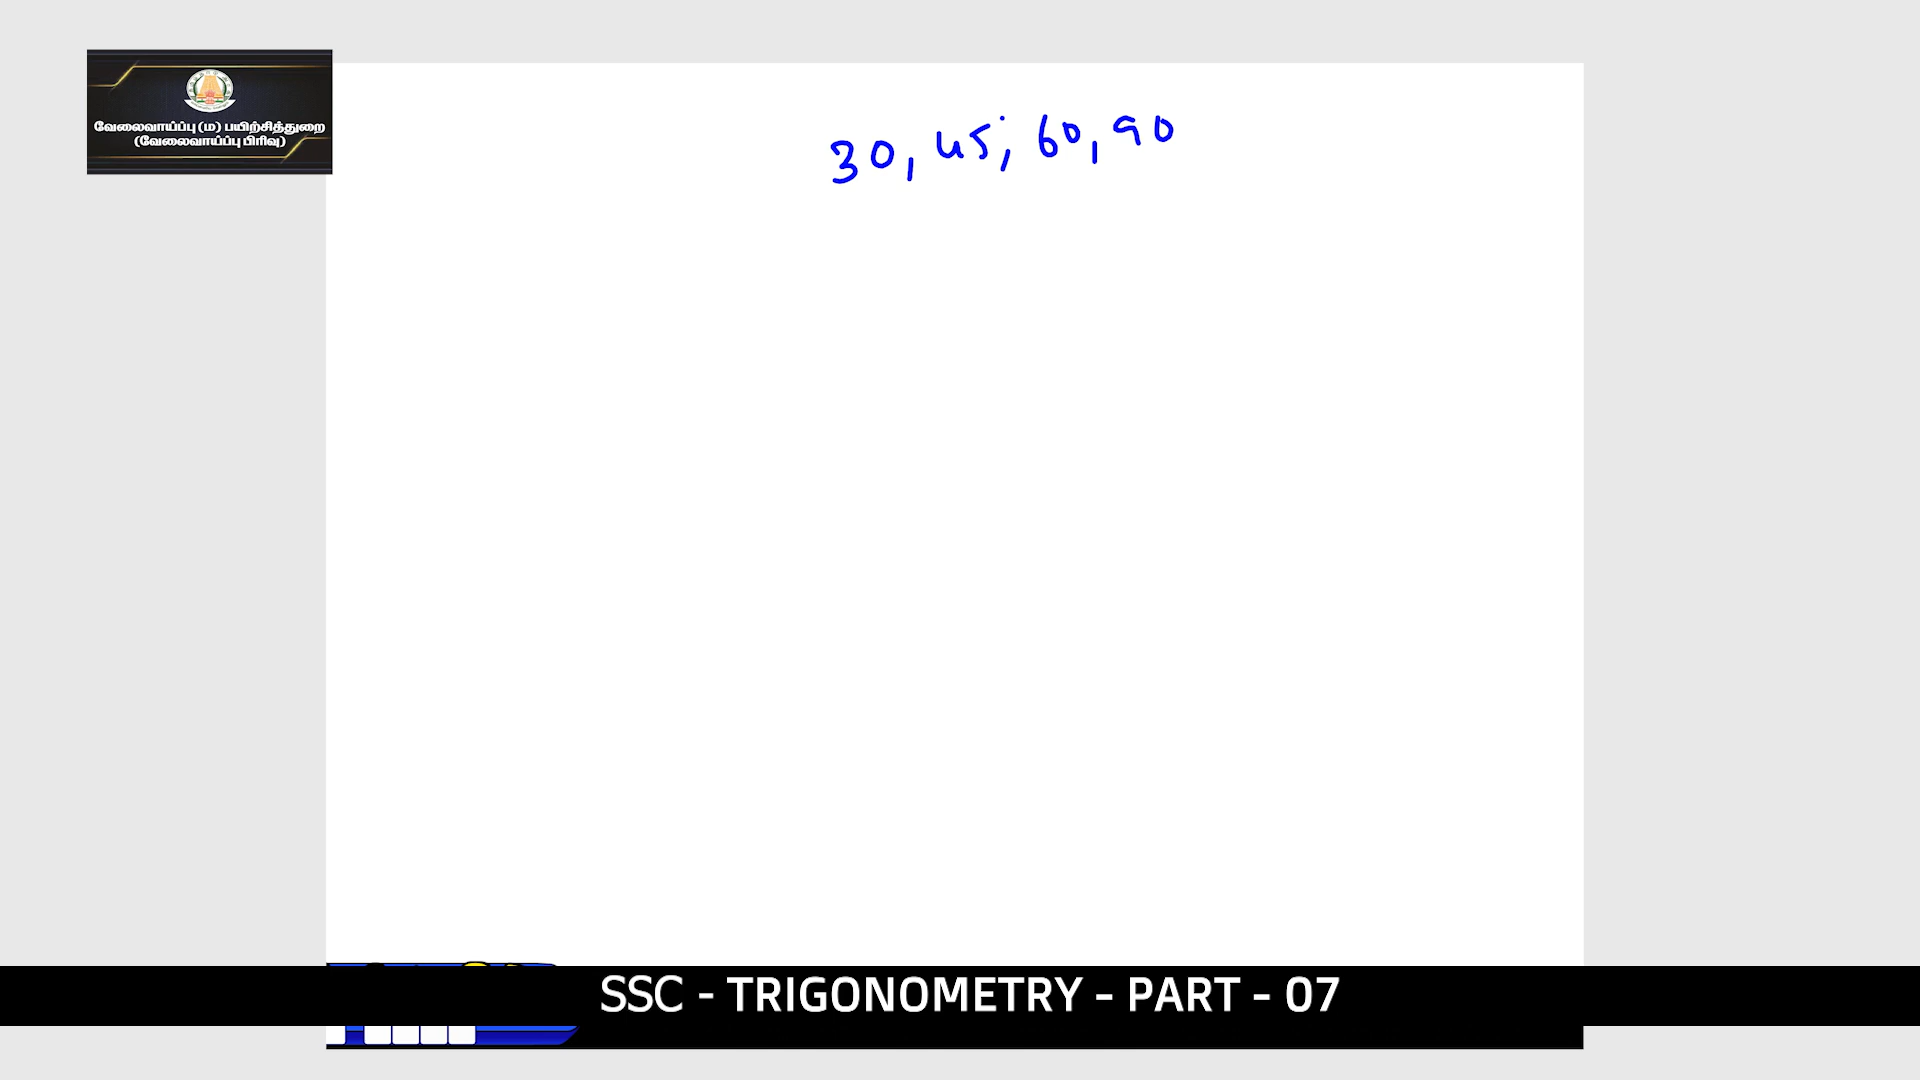 வேலைவாய்ப்பு (ம) பயிற்சித்துறை
(வேலைவாய்ப்பு பிரிவு)
30, 45, 60, 90
SSC - TRIGONOMETRY - PART - 07